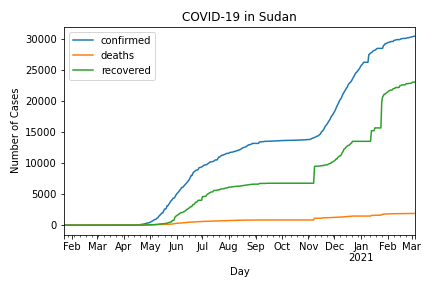 COVID-19 in Sudan
confirmed
deaths
recovered
Number of Cases
30000
25000
20000
15000
10000
5000
0
Feb Mar Apr May Jun Jul Aug Sep Oct Nov Dec Jan Feb Mar
2021
Day